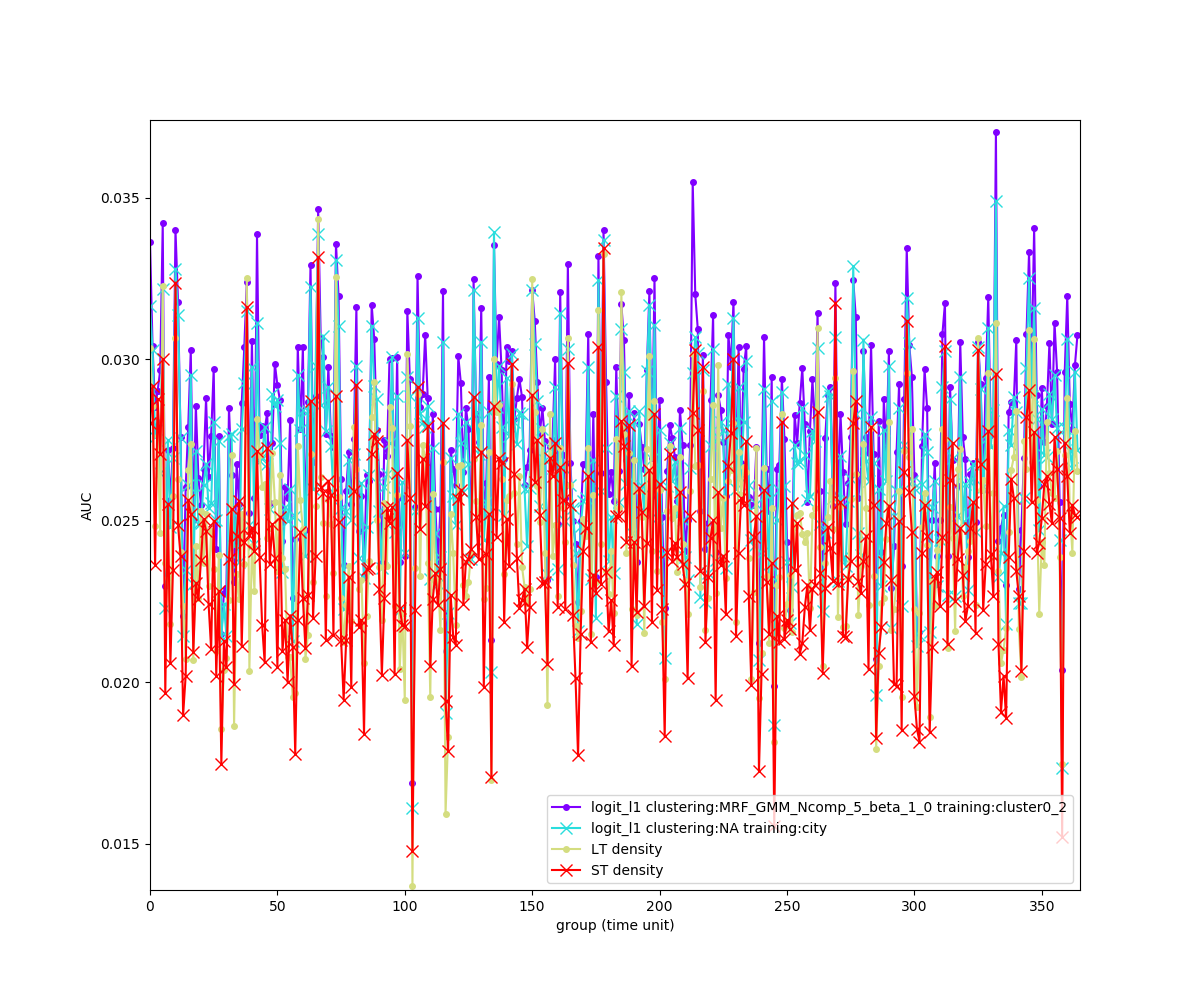 0.035
0.030
0.025
0.020
0.015
AUC
0 50 100 150 200 250 300 350
group (time unit)
logit_l1 clustering:MRF_GMM_Ncomp_5_beta_1_0 training:cluster0_2
logit_l1 clustering:NA training:city
LT density
ST density